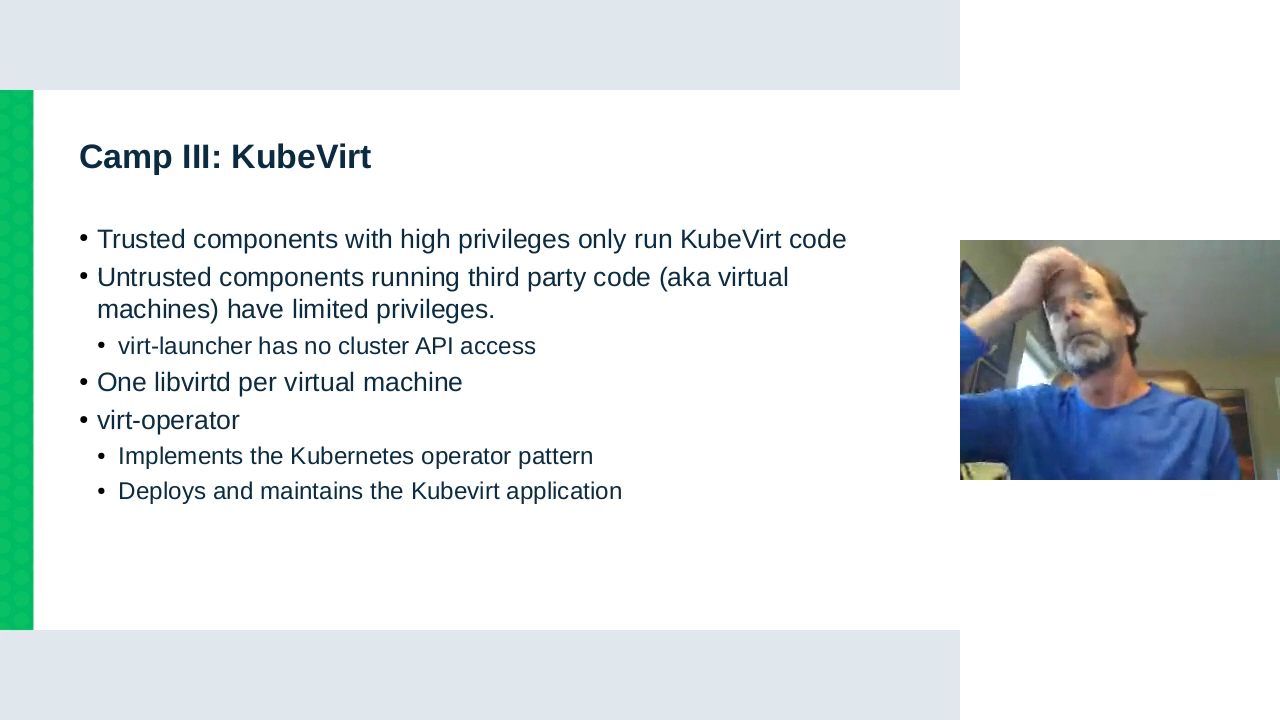 Camp III: KubeVirt
• Trusted components with high privileges only run KubeVirt code
• Untrusted components running third party code (aka virtual
machines) have limited privileges.
• virt-launcher has no cluster API access
• One libvirtd per virtual machine
• virt-operator
• Implements the Kubernetes operator pattern
• Deploys and maintains the Kubevirt application